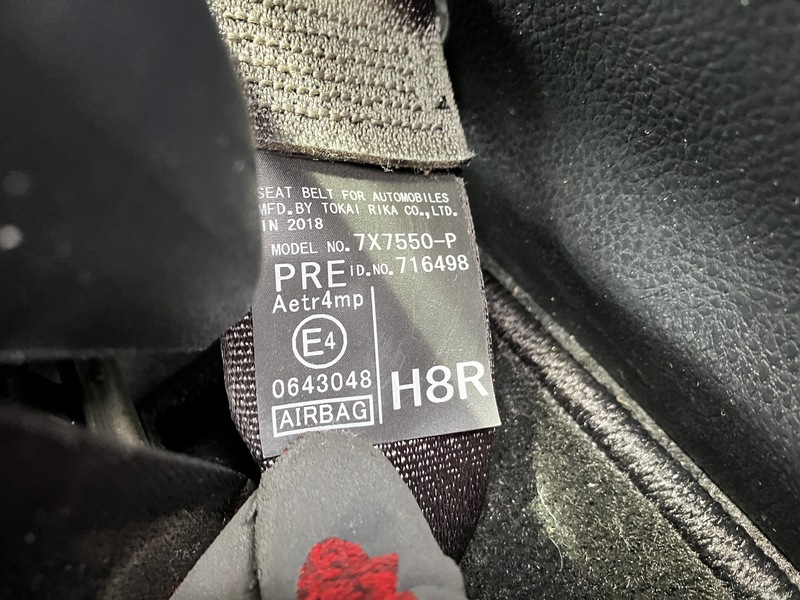 SEAT BELT FOR AUTOMOBILES
MFD.BY TOKAI RIKA CO.,LTD.
IN 2018
MODEL NO.7X7550-P
PRE ID.NO.716498
Aetr4mp
E4
0643048
H8R
AIRBAG